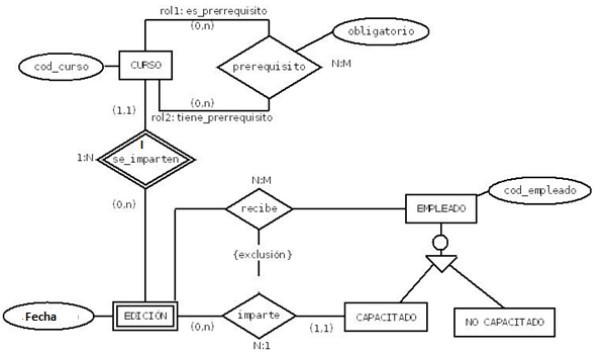 rol1: es_prerrequisito
(0,n)
obligatorio
cod_curso
CURSO
prerequisito
N:M
(0,n)
rol2: tiene_prerrequisito
(1,1)
I
1:N
se_imparten
N:M
cod_empleado
(0,n)
recibe
EMPLEADO
{exclusión}
Fecha
EDICIÓN
(0,n)
imparte
(1,1)
CAPACITADO
NO CAPACITADO
N:1